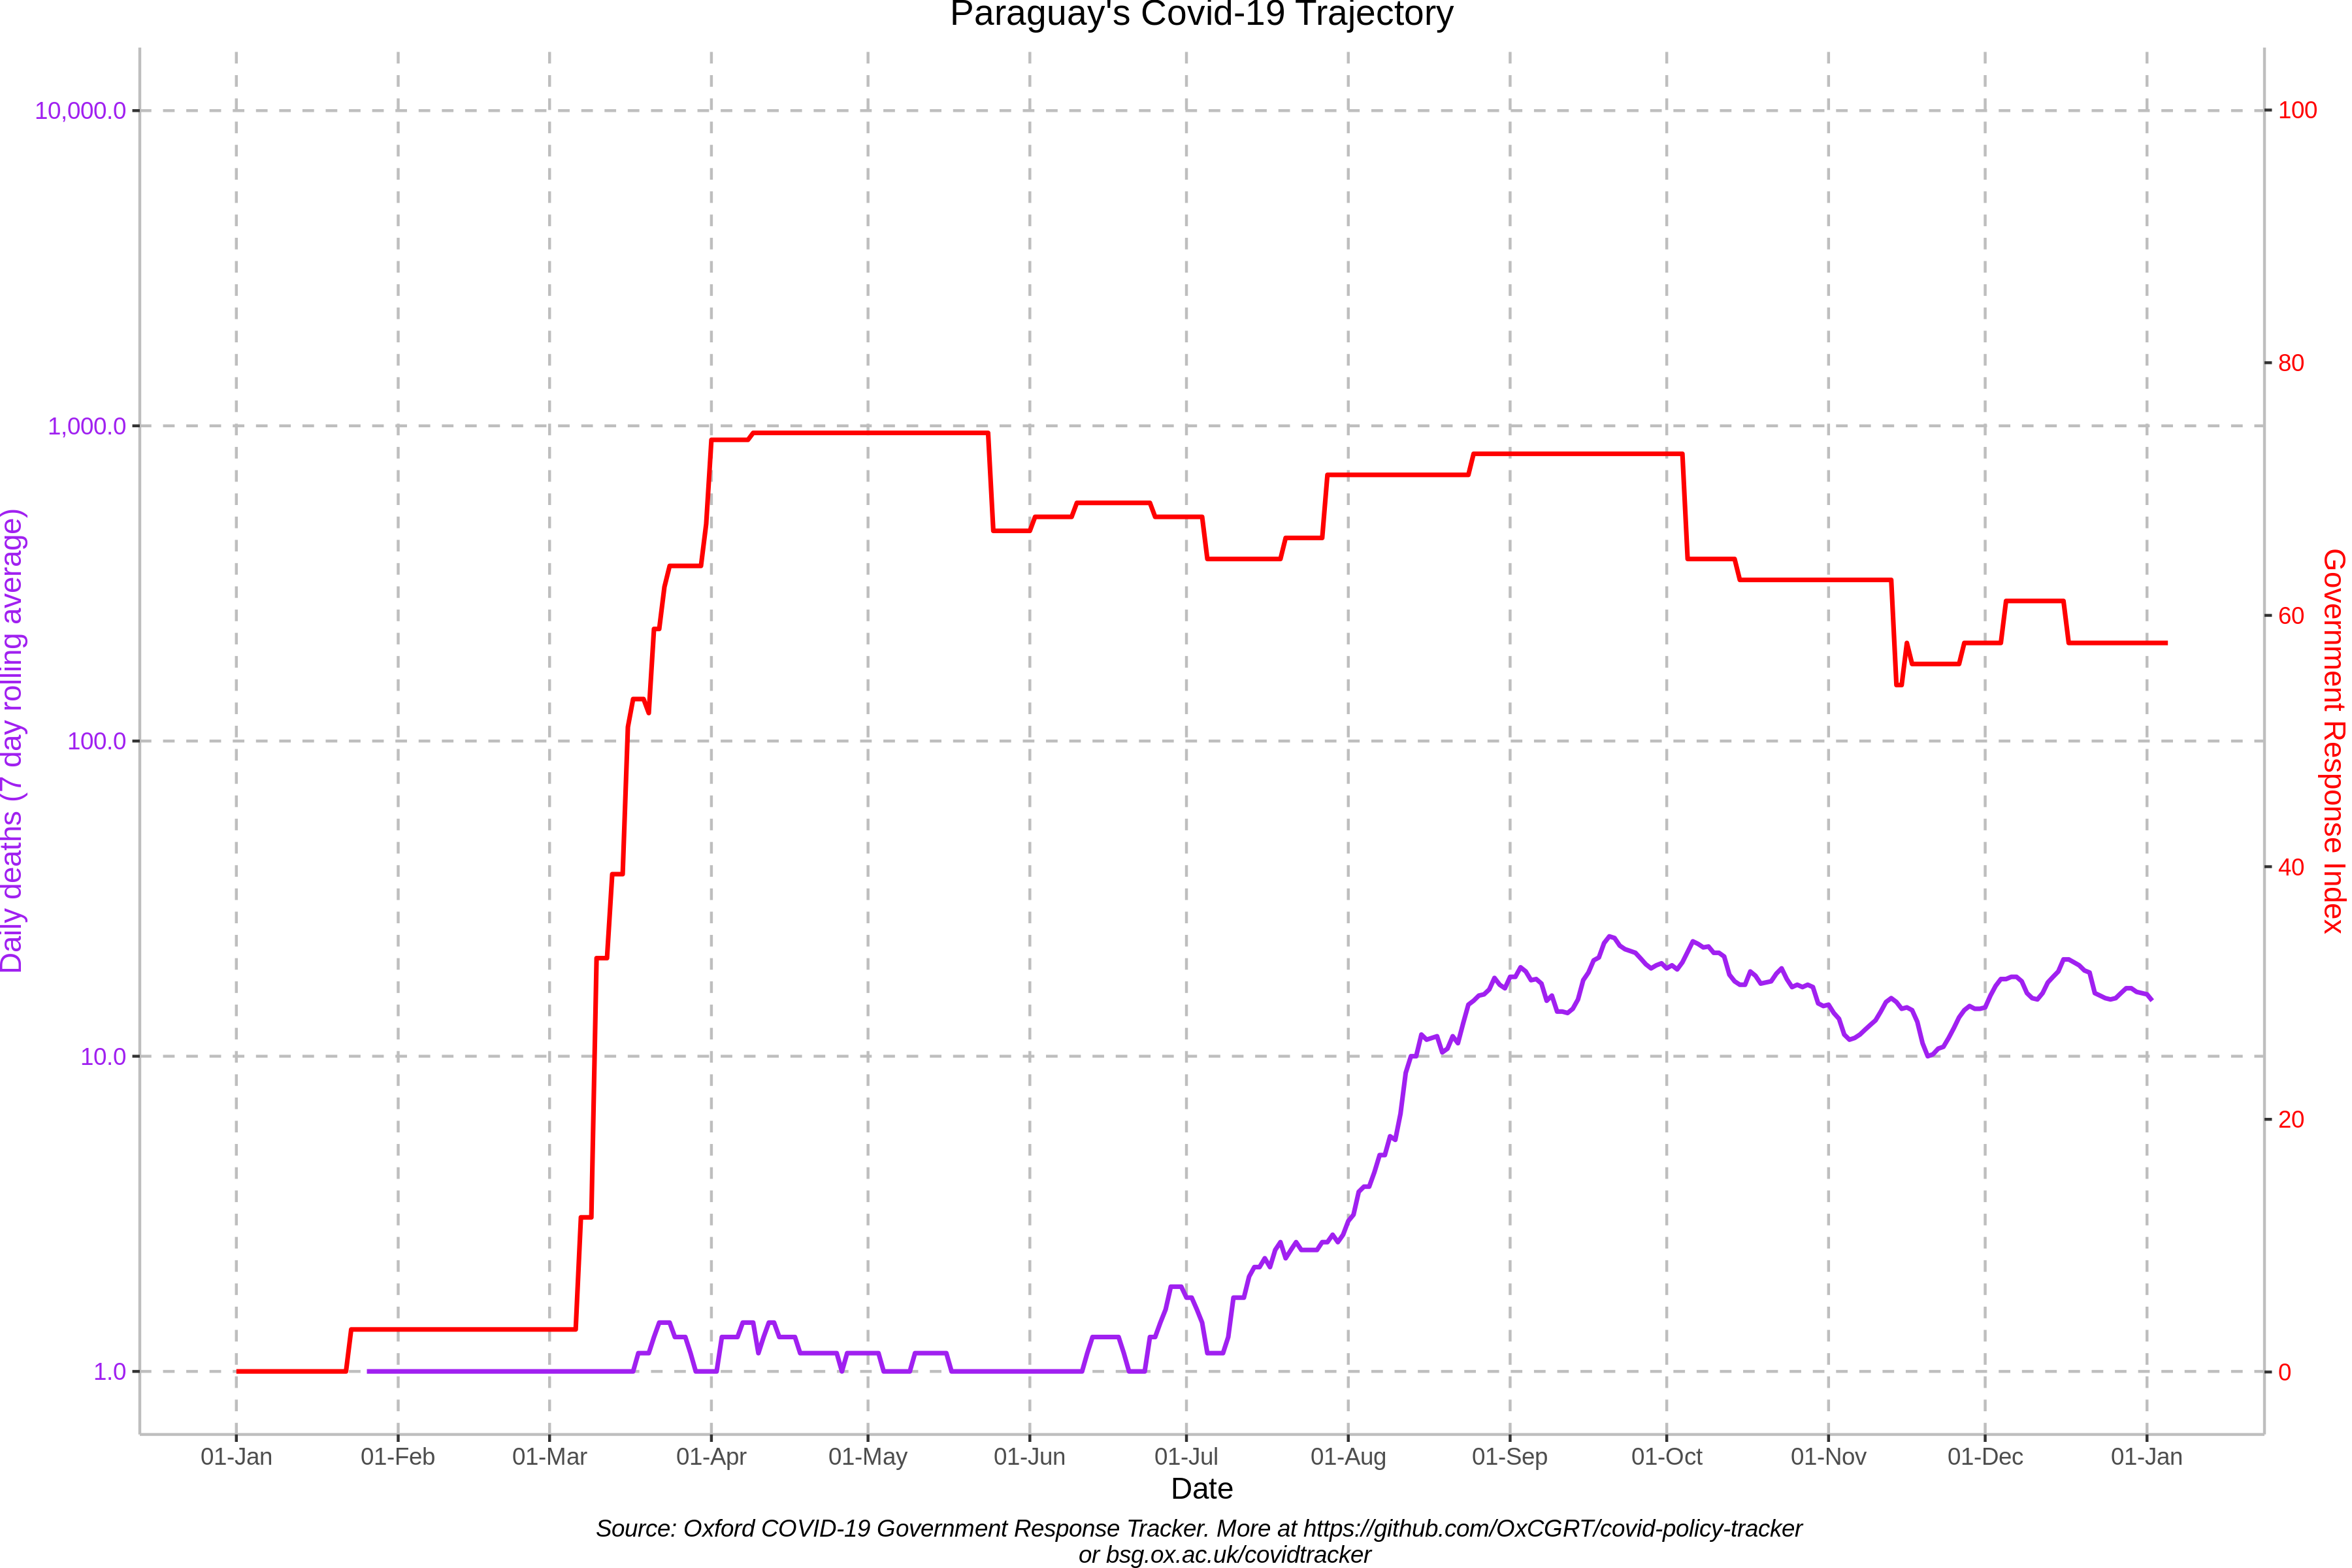 Paraguay's Covid-19 Trajectory
10,000.0
1,000.0
100.0
10.0
1.0
Daily deaths (7 day rolling average)
100
80
60
40
20
0
Government Response Index
01-Jan
01-Feb
01-Mar
01-Apr
01-May
01-Jun
01-Jul
01-Aug
01-Sep
01-Oct
01-Nov
01-Dec
01-Jan
Date
Source: Oxford COVID-19 Government Response Tracker. More at https://github.com/OxCGRT/covid-policy-tracker
or bsg.ox.ac.uk/covidtracker